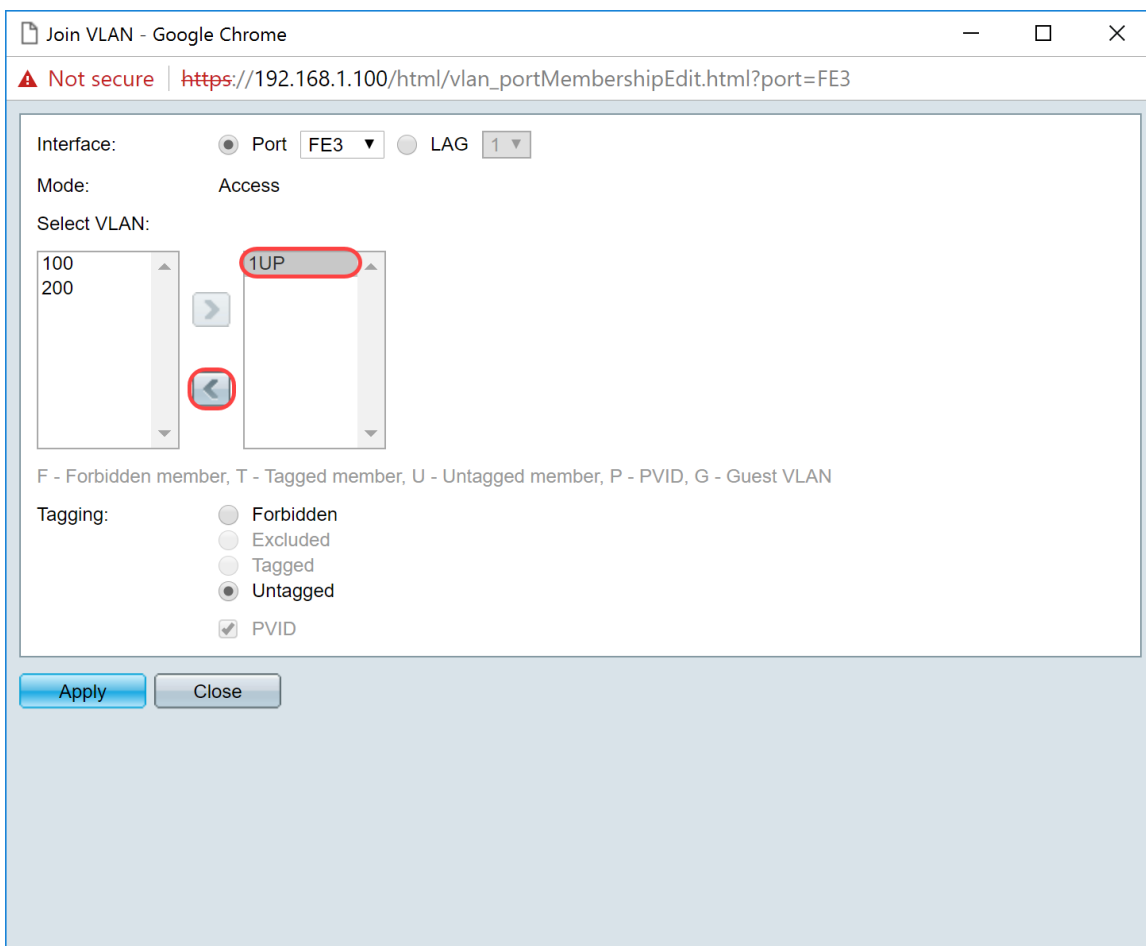 Join VLAN - Google Chrome
Not secure https://192.168.1.100/html/vlan_portMembershipEdit.html?port=FE3
Interface: Port FE3 LAG 1
Mode: Access
Select VLAN:
100 1UP
200
F - Forbidden member, T - Tagged member, U - Untagged member, P - PVID, G - Guest VLAN
Tagging: Forbidden
Excluded
Tagged
Untagged
PVID
Apply Close